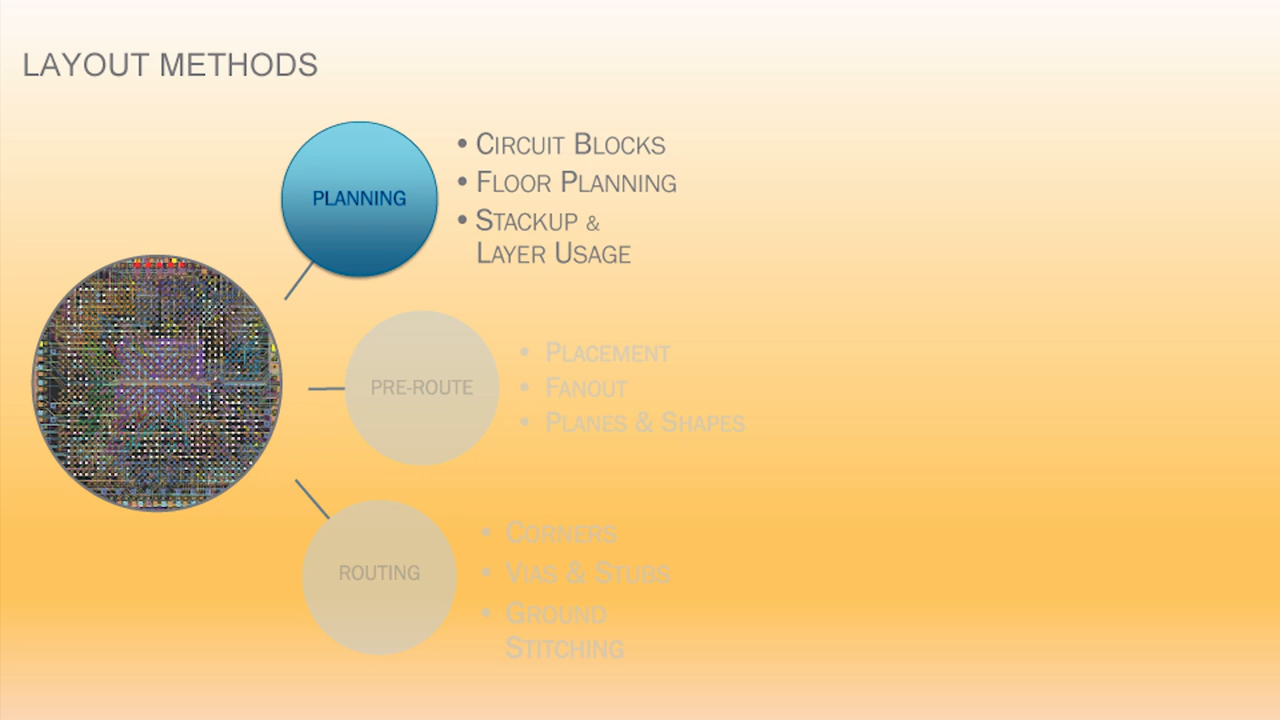 LAYOUT METHODS
PLANNING
• CIRCUIT BLOCKS
• FLOOR PLANNING
• STACKUP &
LAYER USAGE
PRE-ROUTE
• PLACEMENT
• FANOUT
• PLANES & SHAPES
ROUTING
• CORNERS
• VIAS & STUBS
• GROUND
STITCHING